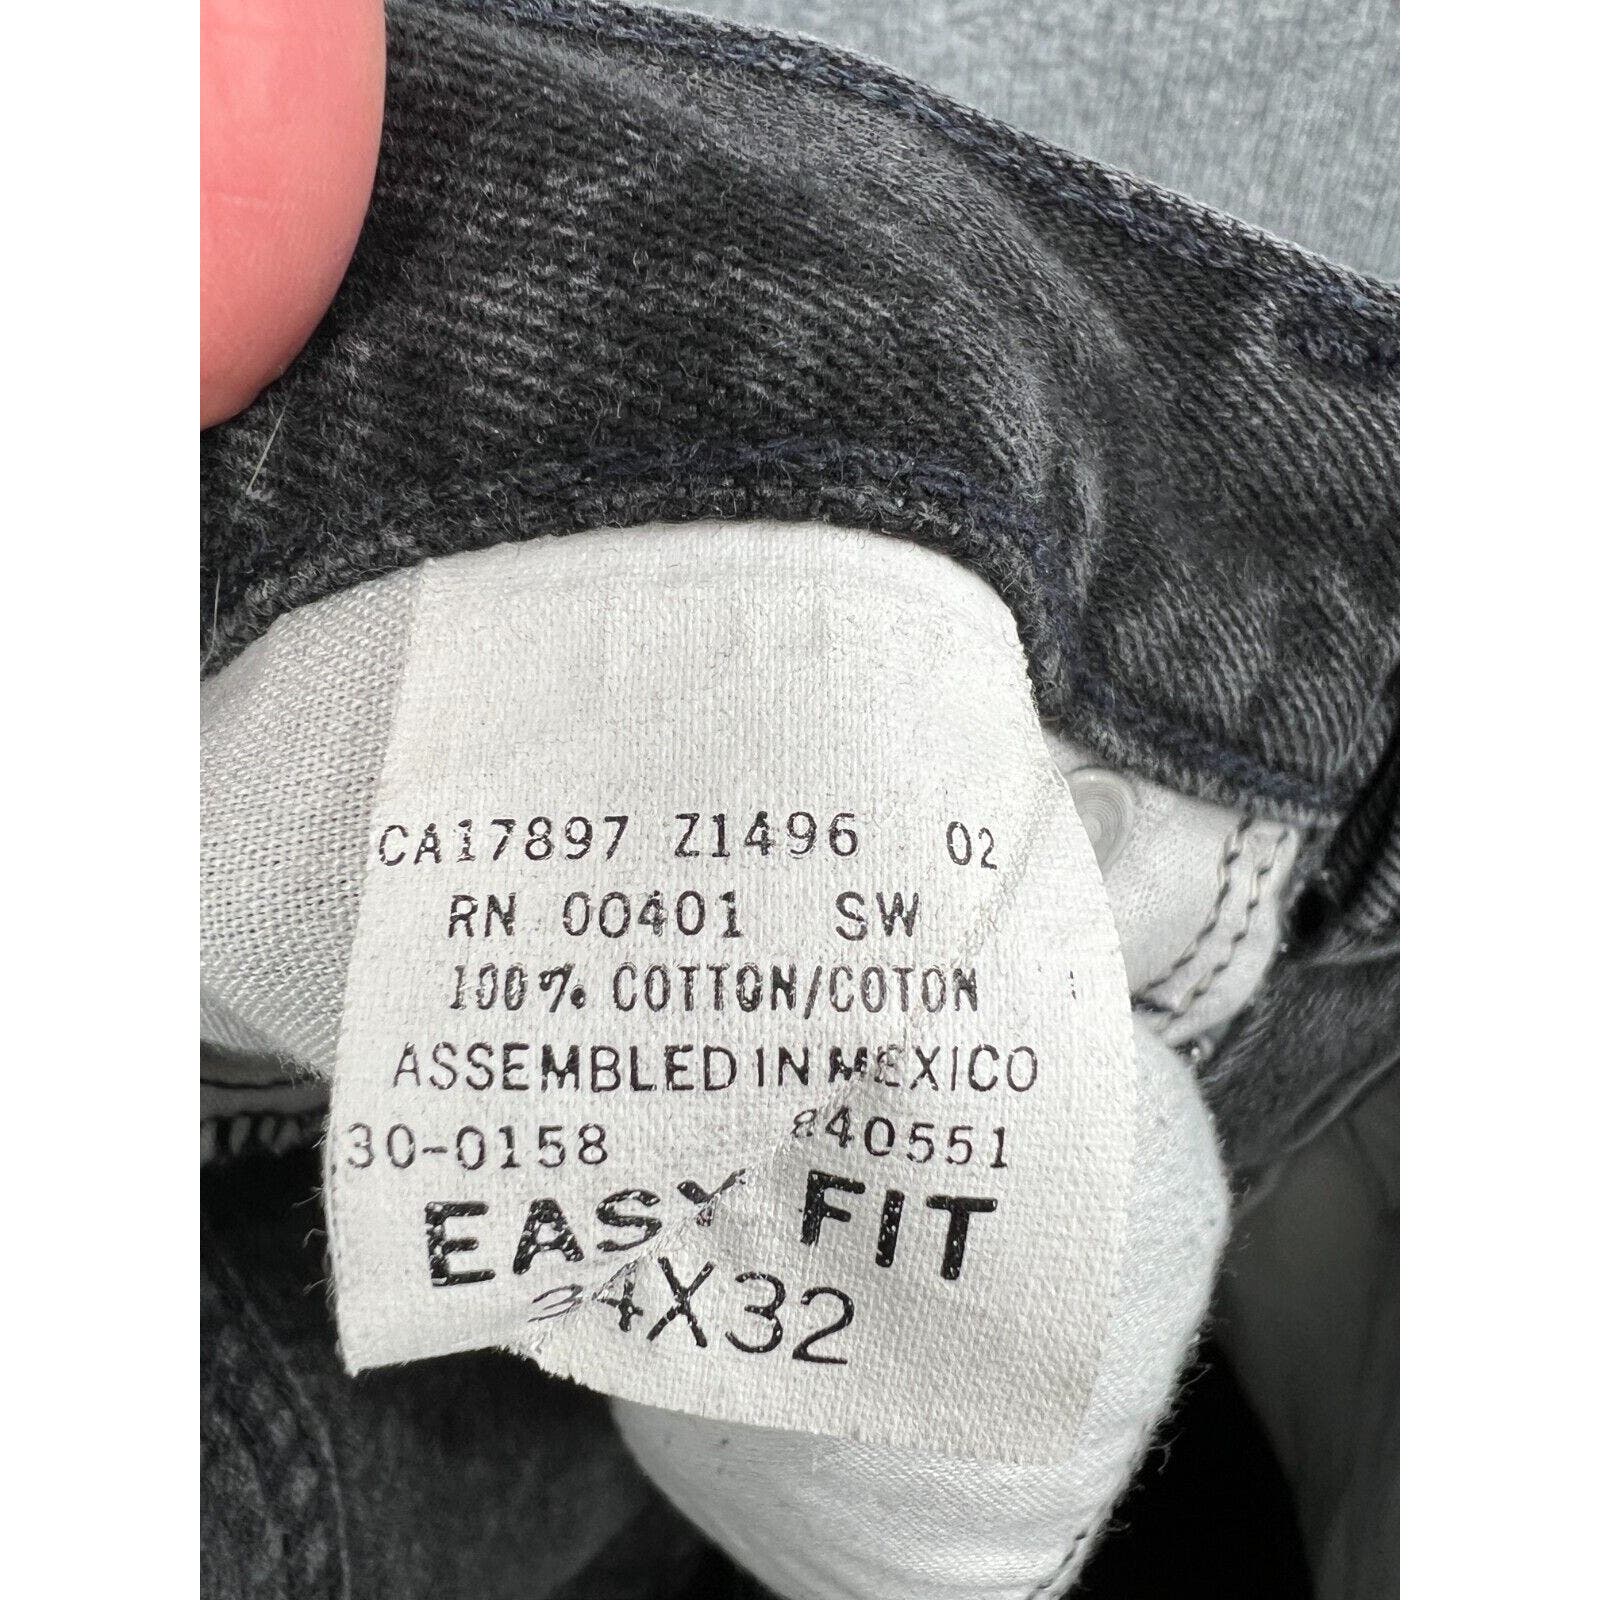 CA17897 Z1496 02
RN 00401 SW
100% COTTON/COTON
ASSEMBLED IN MEXICO
30-0158 840551
EASY FIT
34X32